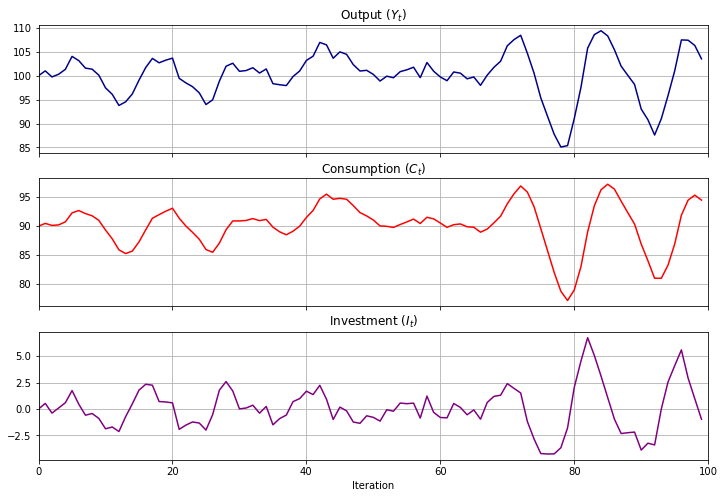 Output (Y_t)
110
105
100
95
90
85
Consumption (C_t)
95
90
85
80
Investment (I_t)
5.0
2.5
0.0
−2.5
0 20 40 60 80 100
Iteration